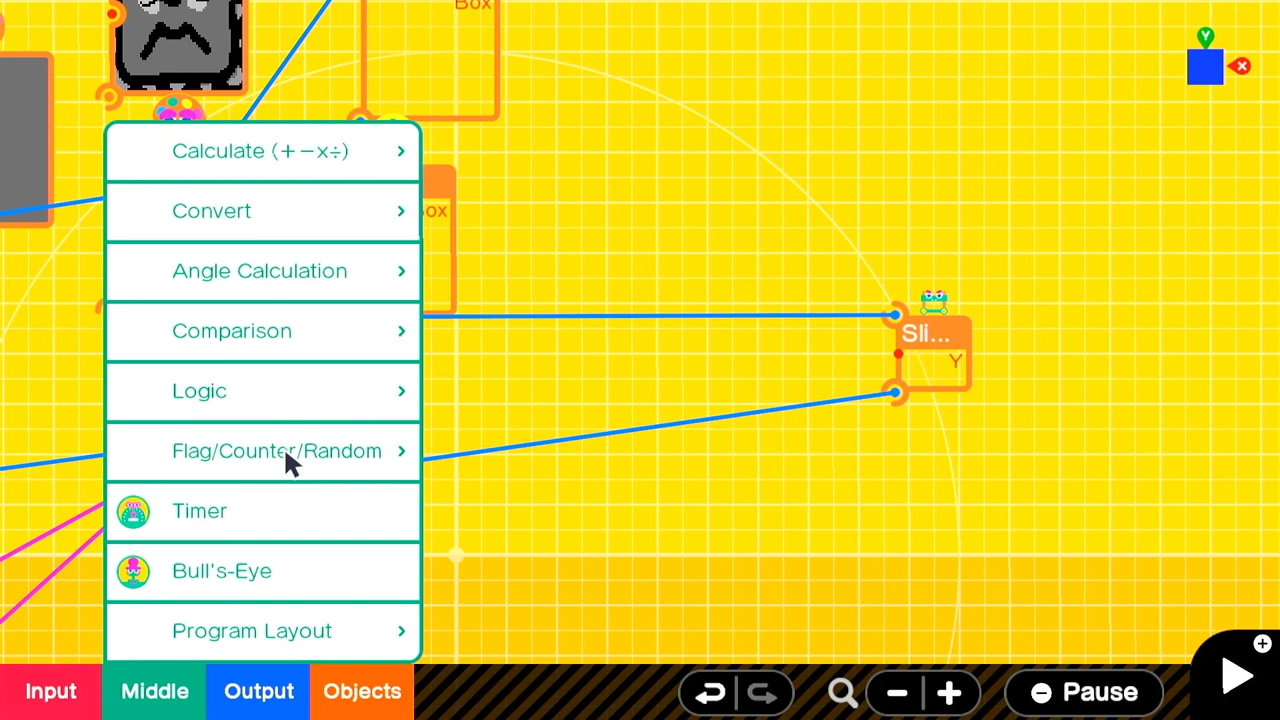 Box
Y
X
Calculate (+−×÷)
Convert
Box
Angle Calculation
Comparison
Sli...
Y
Logic
Flag/Counter/Random
Timer
Bull's-Eye
Program Layout
Input
Middle
Output
Objects
Pause